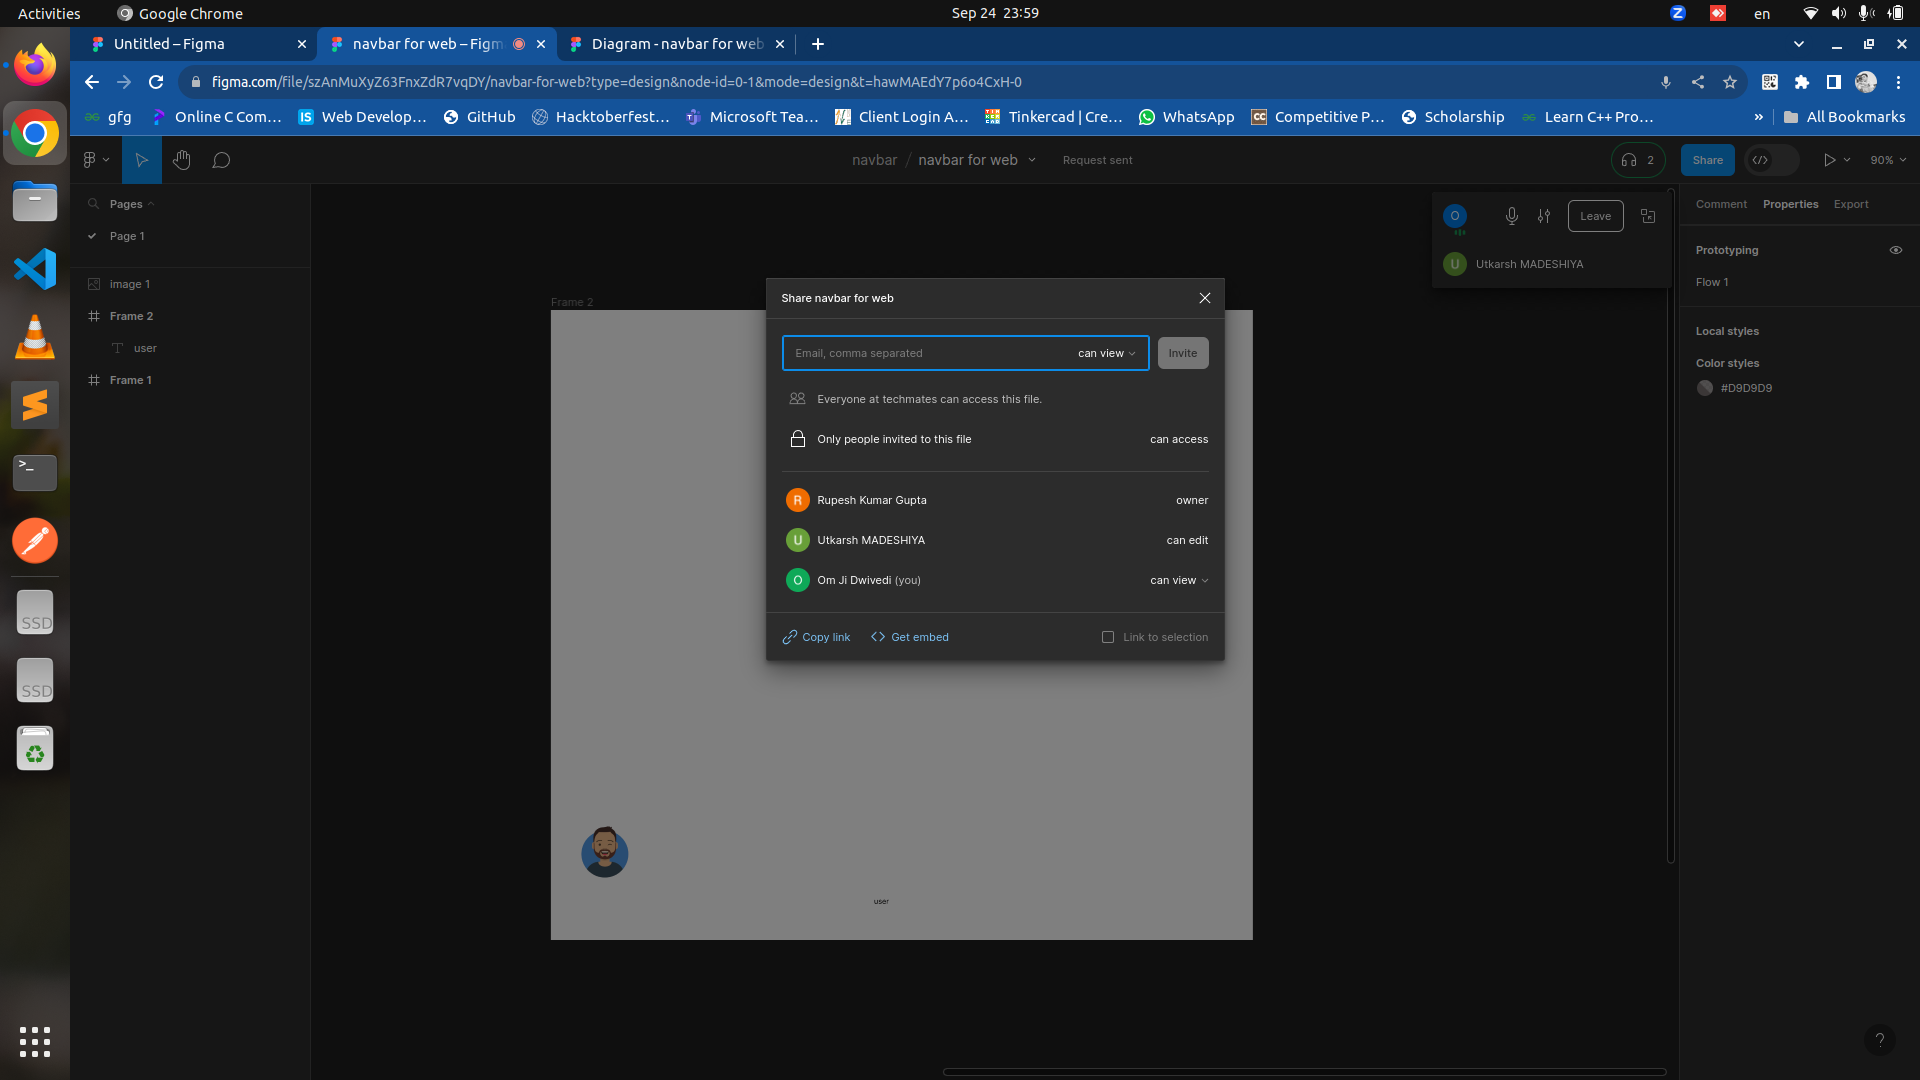 Activities
Google Chrome
Sep 24 23:59
en
Untitled – Figma
navbar for web – Figm
Diagram - navbar for web
figma.com/file/szAnMuXyZ63FnxZdR7vqDY/navbar-for-web?type=design&node-id=0-1&mode=design&t=hawMAEdY7p6o4CxH-0
gfg
Online C Com...
Web Develop...
GitHub
Hacktoberfest...
Microsoft Tea...
Client Login A...
Tinkercad | Cre...
WhatsApp
Competitive P...
Scholarship
Learn C++ Pro...
»
All Bookmarks
navbar / navbar for web
Request sent
2
Share
90%
Pages
Page 1
image 1
Frame 2
user
Frame 1
Frame 2
O
Leave
U
Utkarsh MADESHIYA
Comment
Properties
Export
Prototyping
Flow 1
Local styles
Color styles
#D9D9D9
Share navbar for web
Email, comma separated
can view
Invite
Everyone at techmates can access this file.
Only people invited to this file
can access
R
Rupesh Kumar Gupta
owner
U
Utkarsh MADESHIYA
can edit
O
Om Ji Dwivedi (you)
can view
Copy link
Get embed
Link to selection
user
SSD
SSD
?